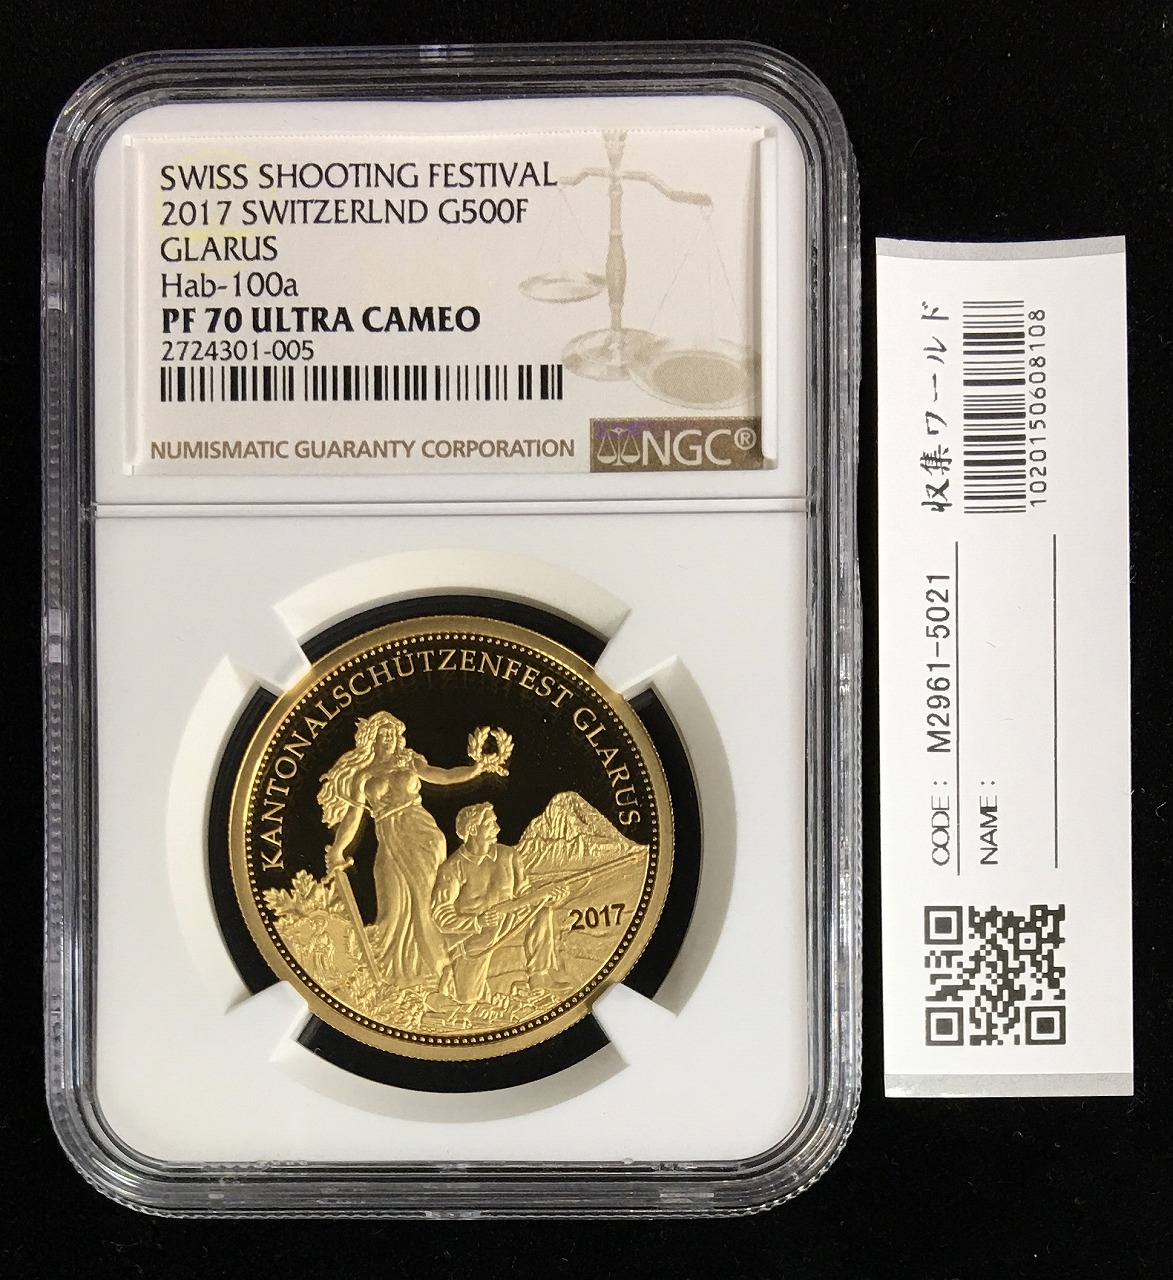 SWISS SHOOTING FESTIVAL
2017 SWITZERLND G500F
GLARUS
Hab-100a
PF 70 ULTRA CAMEO
2724301-005
NUMISMATIC GUARANTY CORPORATION
NGC®
KANTONALSCHÜTZENFEST GLARUS
2017
収集ワールド
1020150608108
CODE: M2961-5021
NAME: